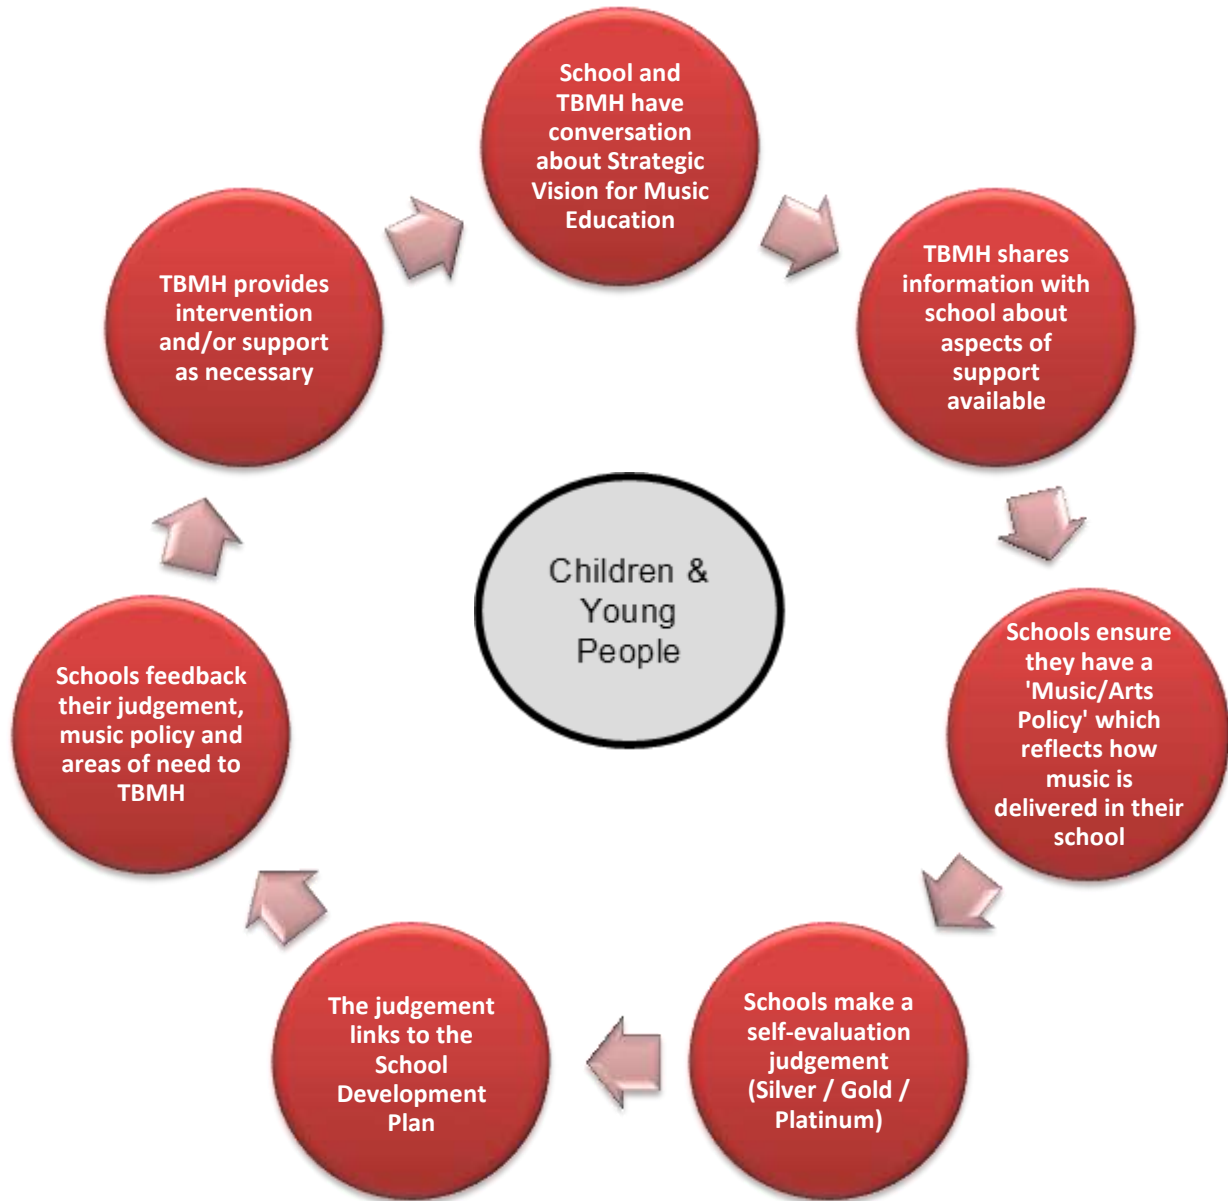 School and
TBMH have
conversation
about Strategic
Vision for Music
Education
TBMH shares
information with
school about
aspects of
support
available
Schools ensure
they have a
'Music/Arts
Policy' which
reflects how
music is
delivered in their
school
Schools make a
self-evaluation
judgement
(Silver / Gold /
Platinum)
The judgement
links to the
School
Development
Plan
Schools feedback
their judgement,
music policy and
areas of need to
TBMH
TBMH provides
intervention
and/or support
as necessary
Children &
Young
People